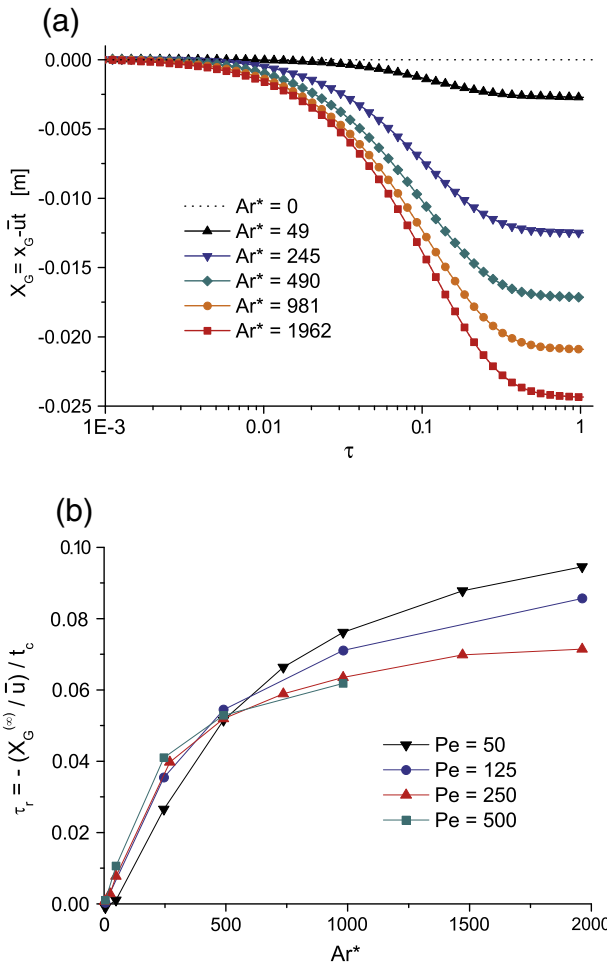 (a)
0.000
-0.005
-0.010
-0.015
-0.020
-0.025
X_G = x_G-ūt [m]
Ar* = 0
Ar* = 49
Ar* = 245
Ar* = 490
Ar* = 981
Ar* = 1962
1E-3 0.01 0.1 1
τ
(b)
0.10
0.08
0.06
0.04
0.02
0.00
τ_r = - (X_G^(∞) / ū) / t_c
Pe = 50
Pe = 125
Pe = 250
Pe = 500
0 500 1000 1500 2000
Ar*